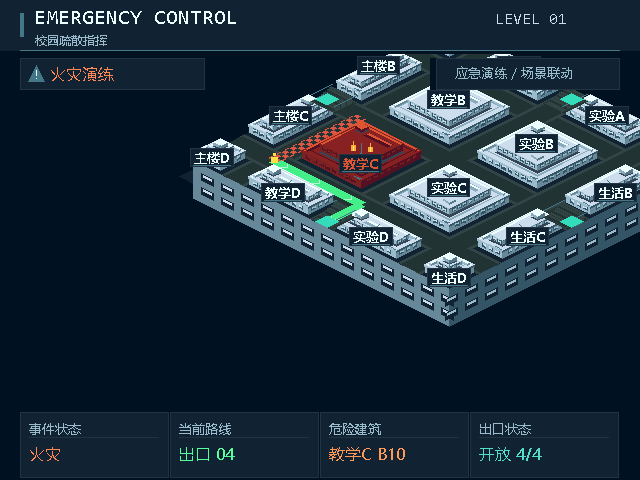 EMERGENCY CONTROL
LEVEL 01
校园疏散指挥
火灾演练
应急演练 / 场景联动
主楼B
教学B
主楼C
实验A
实验B
主楼D
教学C
教学D
实验C
生活B
实验D
生活C
生活D
事件状态
火灾
当前路线
出口 04
危险建筑
教学C B10
出口状态
开放 4/4